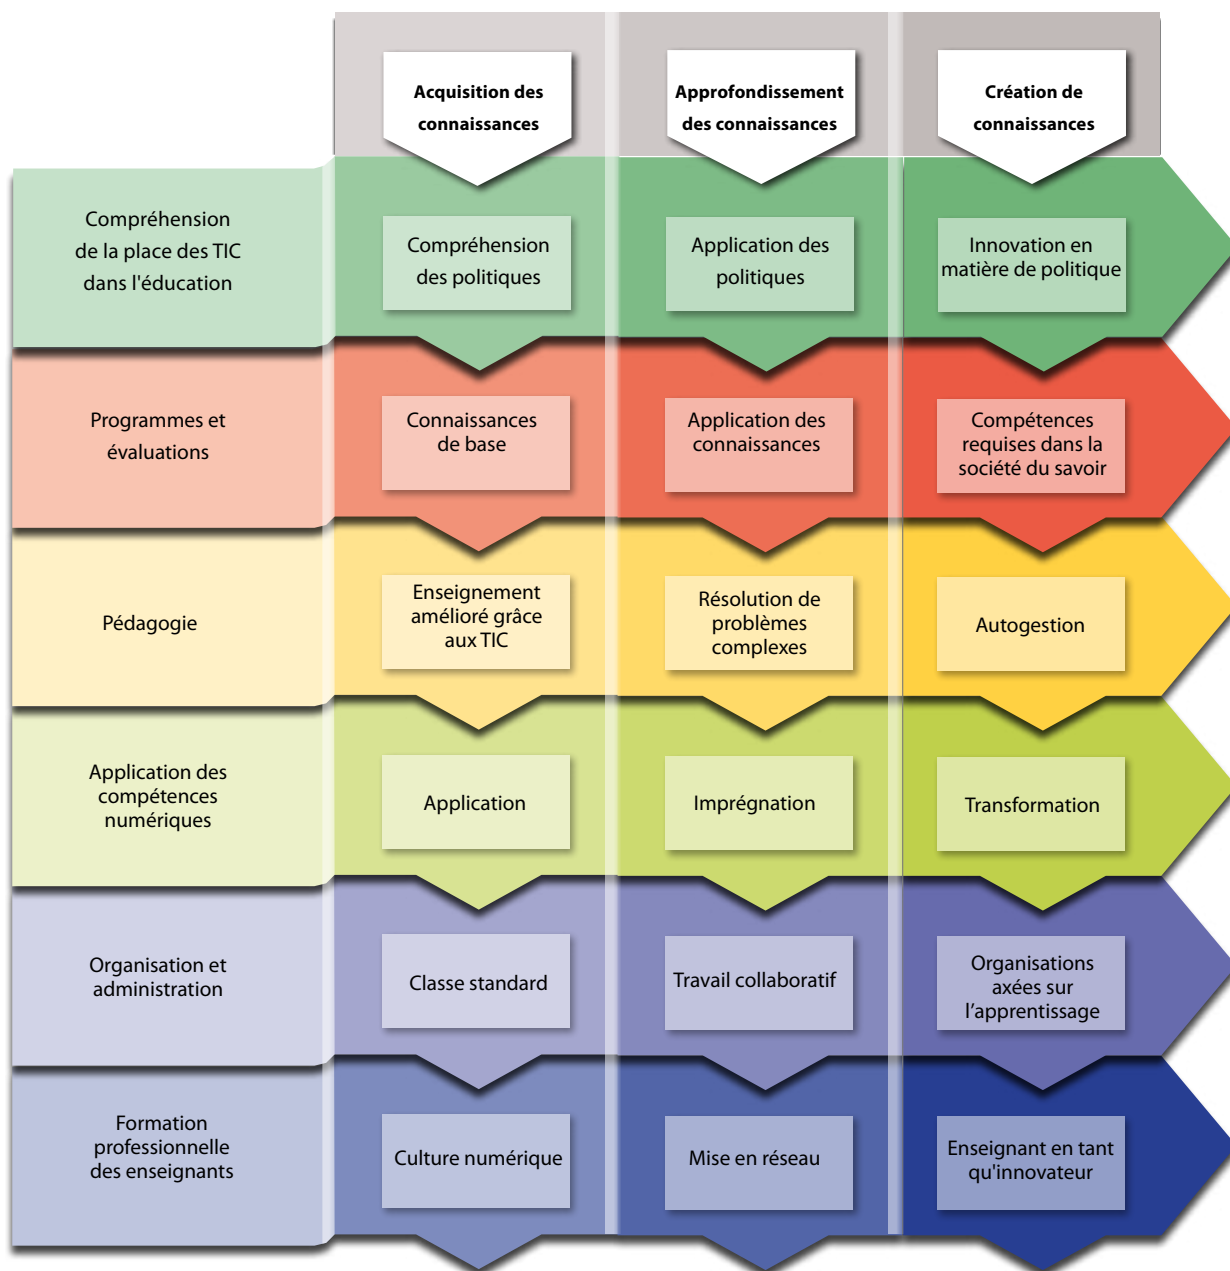 Acquisition des
connaissances
Approfondissement
des connaissances
Création de
connaissances
Compréhension
de la place des TIC
dans l'éducation
Compréhension
des politiques
Application des
politiques
Innovation en
matière de politique
Programmes et
évaluations
Connaissances
de base
Application des
connaissances
Compétences
requises dans la
société du savoir
Pédagogie
Enseignement
amélioré grâce
aux TIC
Résolution de
problèmes
complexes
Autogestion
Application des
compétences
numériques
Application
Imprégnation
Transformation
Organisation et
administration
Classe standard
Travail collaboratif
Organisations
axées sur
l’apprentissage
Formation
professionnelle
des enseignants
Culture numérique
Mise en réseau
Enseignant en tant
qu'innovateur